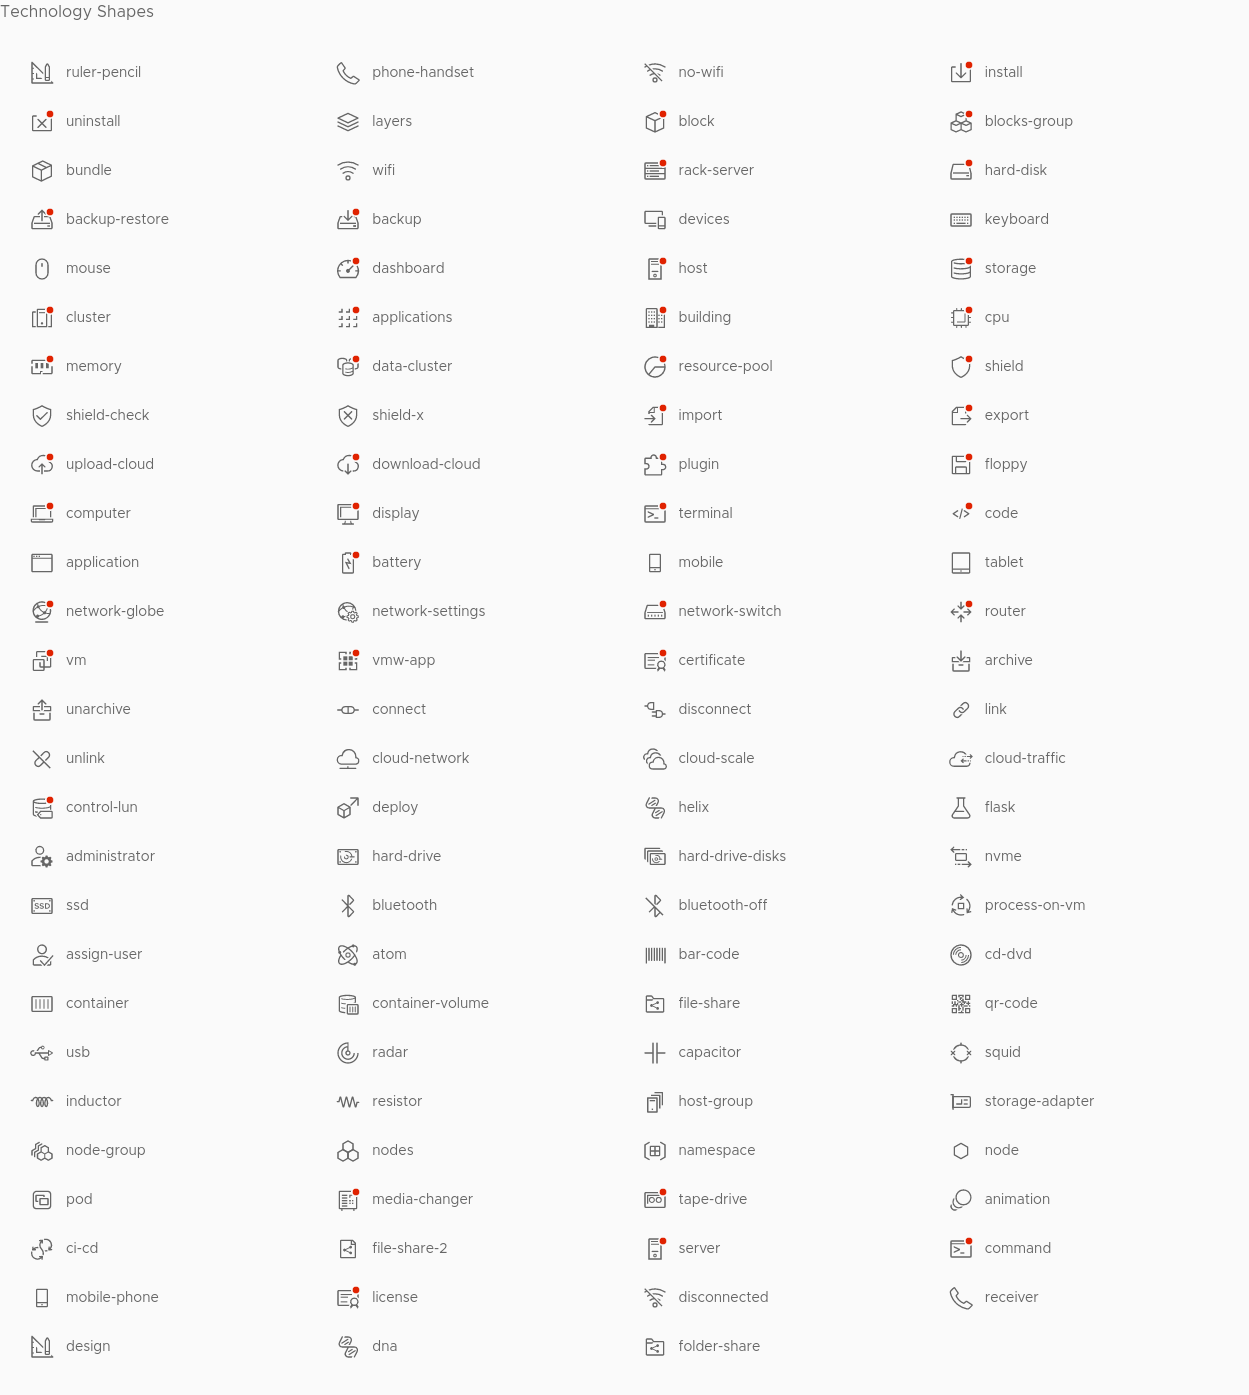 Technology Shapes
ruler-pencil phone-handset no-wifi install
uninstall layers block blocks-group
bundle wifi rack-server hard-disk
backup-restore backup devices keyboard
mouse dashboard host storage
cluster applications building cpu
memory data-cluster resource-pool shield
shield-check shield-x import export
upload-cloud download-cloud plugin floppy
computer display terminal code
application battery mobile tablet
network-globe network-settings network-switch router
vm vmw-app certificate archive
unarchive connect disconnect link
unlink cloud-network cloud-scale cloud-traffic
control-lun deploy helix flask
administrator hard-drive hard-drive-disks nvme
SSD ssd bluetooth bluetooth-off process-on-vm
assign-user atom bar-code cd-dvd
container container-volume file-share qr-code
usb radar capacitor squid
inductor resistor host-group storage-adapter
node-group nodes namespace node
pod media-changer tape-drive animation
ci-cd file-share-2 server command
mobile-phone license disconnected receiver
design dna folder-share